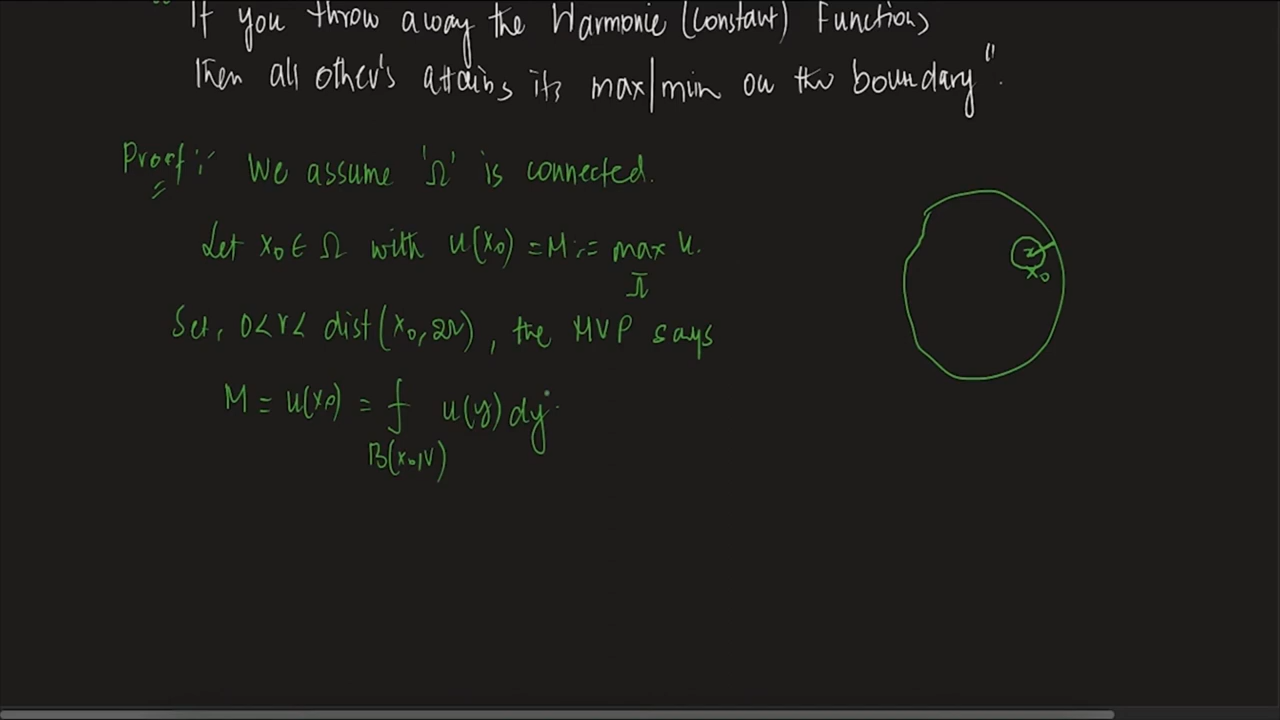 "If you throw away the Harmonic (constant) Functions
then all other's attains its max/min on the boundary".
Proof:- We assume 'Ω' is connected.
Let x₀ ∈ Ω with u(x₀) = M := max u.
Ω̄
Set, 0 < r < dist(x₀, ∂Ω), the MVP says
M = u(x₀) = ⨍ u(y) dy
B(x₀, r)
x₀